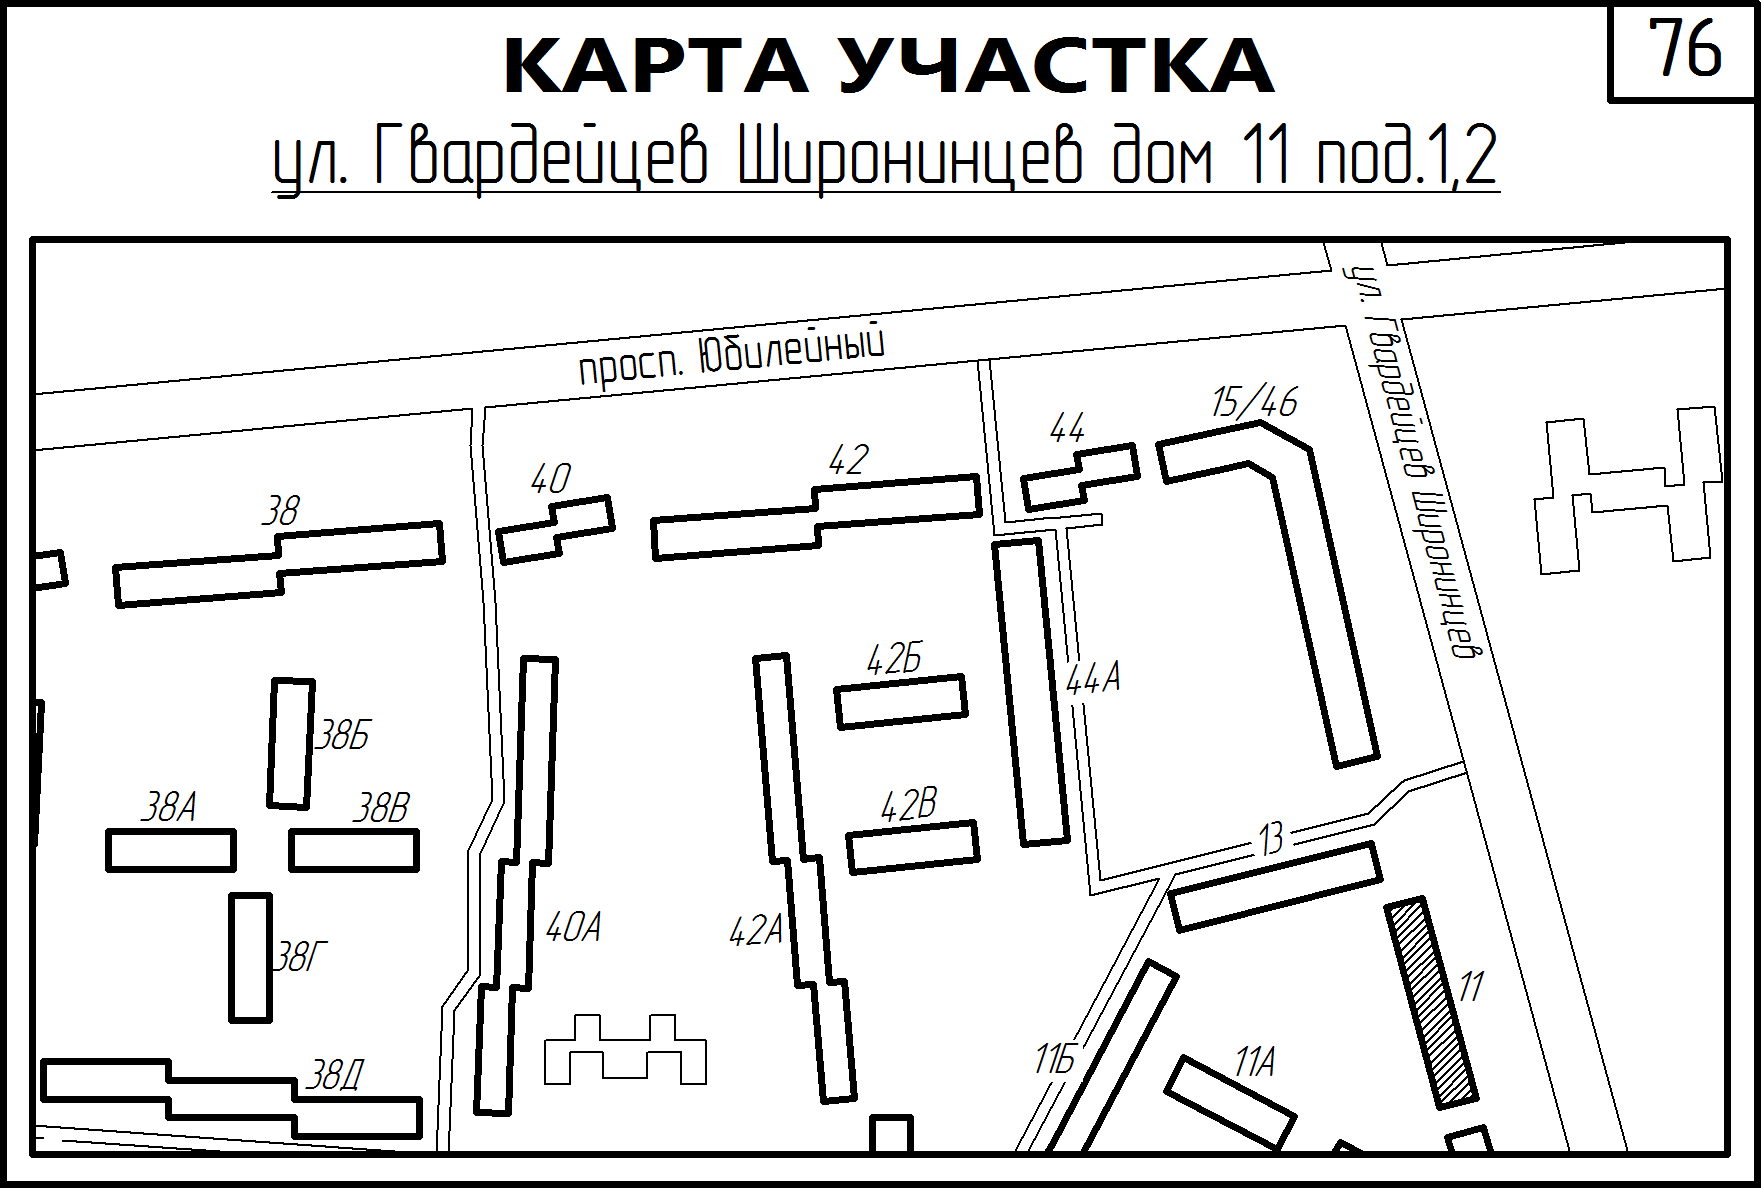 76
КАРТА УЧАСТКА
ул. Гвардейцев Широнинцев дом 11 под.1,2
ул. Гвардейцев Широнинцев
просп. Юбилейный
15/46
44
42
40
38
42Б
44А
38Б
38А
38В
42В
13
40А
42А
38Г
11
11Б
11А
38Д